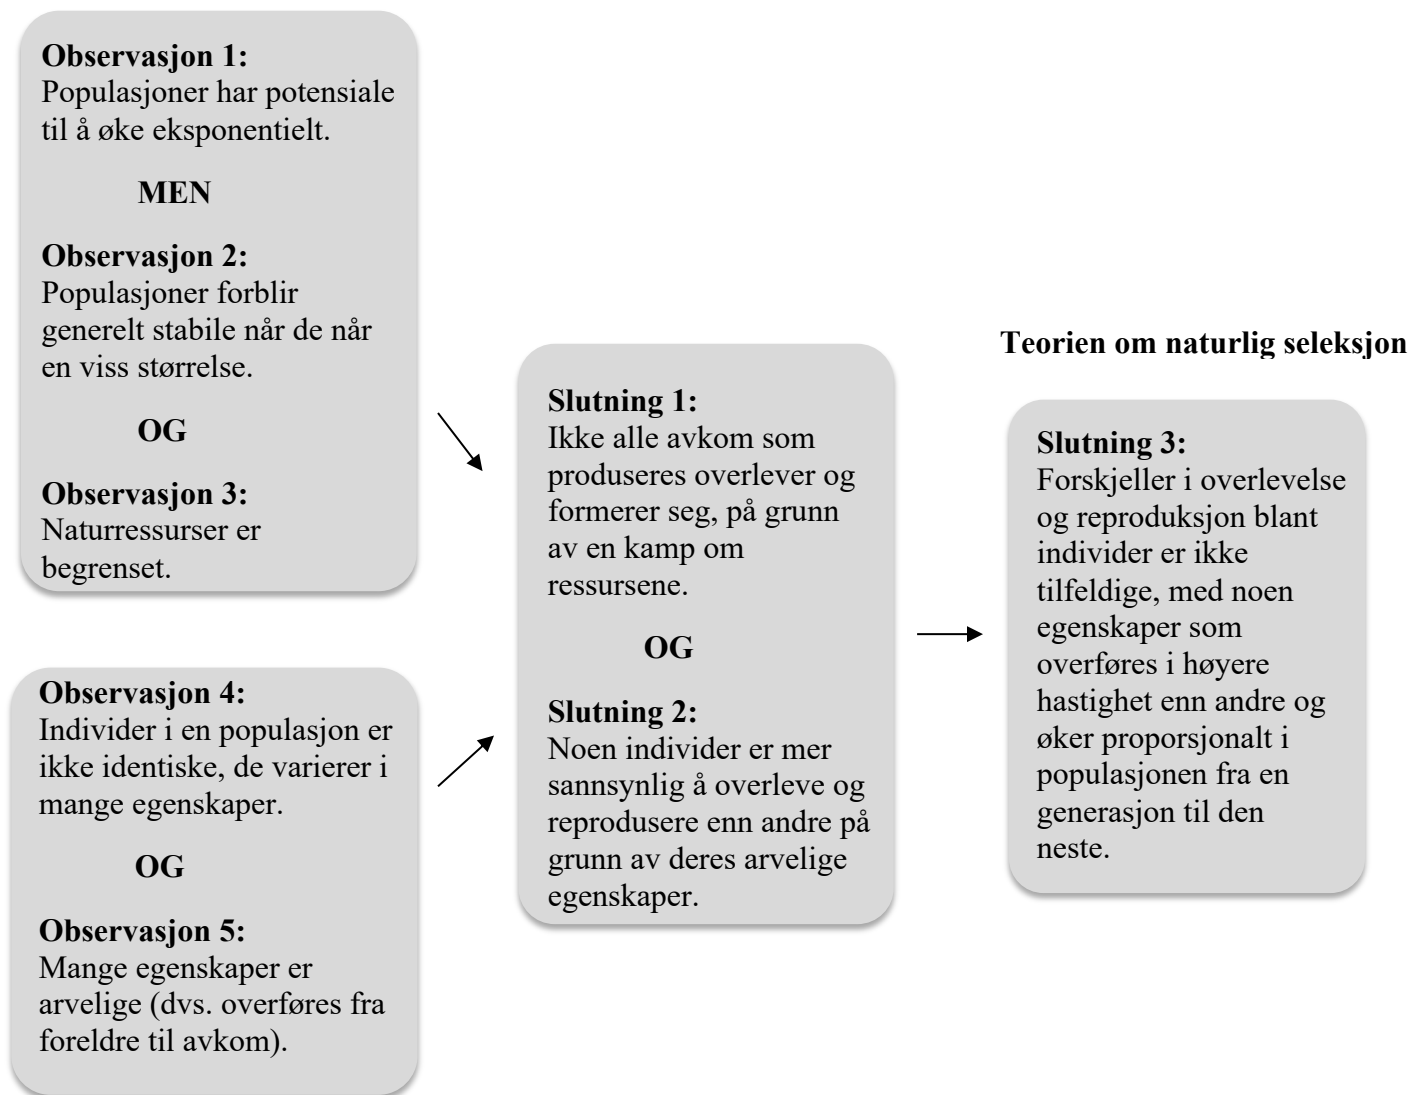 Observasjon 1:
Populasjoner har potensiale
til å øke eksponentielt.
MEN
Observasjon 2:
Populasjoner forblir
generelt stabile når de når
en viss størrelse.
OG
Observasjon 3:
Naturressurser er
begrenset.
Observasjon 4:
Individer i en populasjon er
ikke identiske, de varierer i
mange egenskaper.
OG
Observasjon 5:
Mange egenskaper er
arvelige (dvs. overføres fra
foreldre til avkom).
Slutning 1:
Ikke alle avkom som
produseres overlever og
formerer seg, på grunn
av en kamp om
ressursene.
OG
Slutning 2:
Noen individer er mer
sannsynlig å overleve og
reprodusere enn andre på
grunn av deres arvelige
egenskaper.
Teorien om naturlig seleksjon
Slutning 3:
Forskjeller i overlevelse
og reproduksjon blant
individer er ikke
tilfeldige, med noen
egenskaper som
overføres i høyere
hastighet enn andre og
øker proporsjonalt i
populasjonen fra en
generasjon til den
neste.